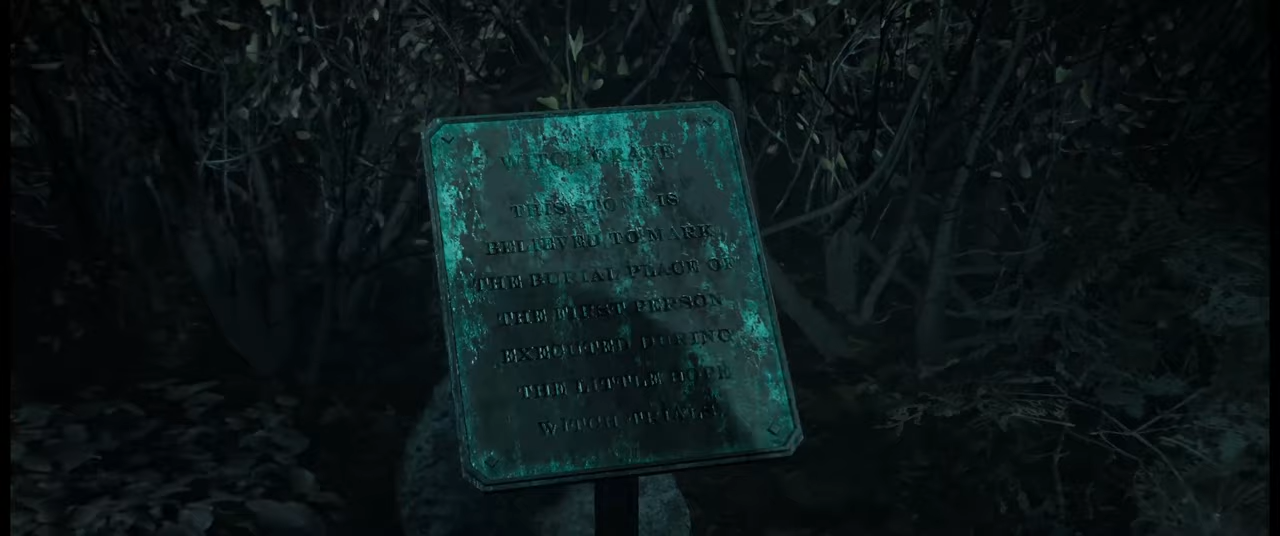 WITCH GRAVE
THIS STONE IS
BELIEVED TO MARK
THE BURIAL PLACE OF
THE FIRST PERSON
EXECUTED DURING
THE LITTLE HOPE
WITCH TRIALS